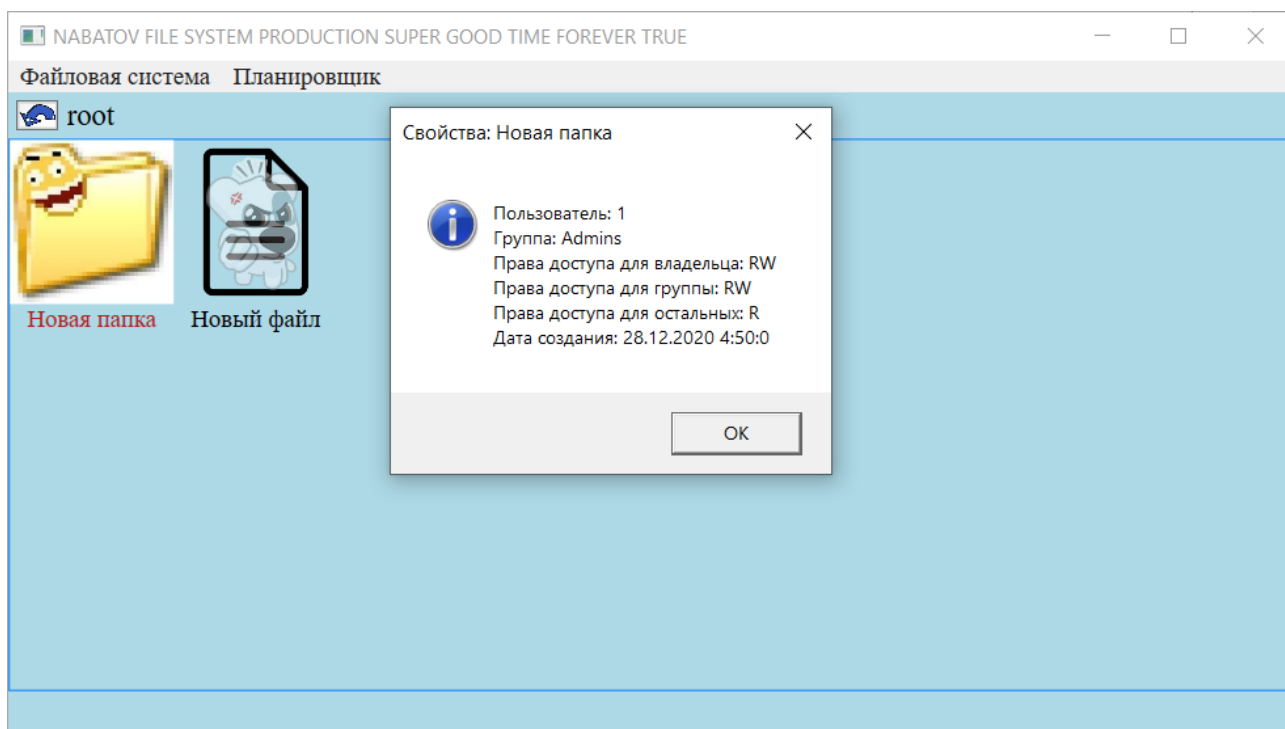 NABATOV FILE SYSTEM PRODUCTION SUPER GOOD TIME FOREVER TRUE
Файловая система Планировщик
root
Новая папка Новый файл
Свойства: Новая папка
Пользователь: 1
Группа: Admins
Права доступа для владельца: RW
Права доступа для группы: RW
Права доступа для остальных: R
Дата создания: 28.12.2020 4:50:0
OK